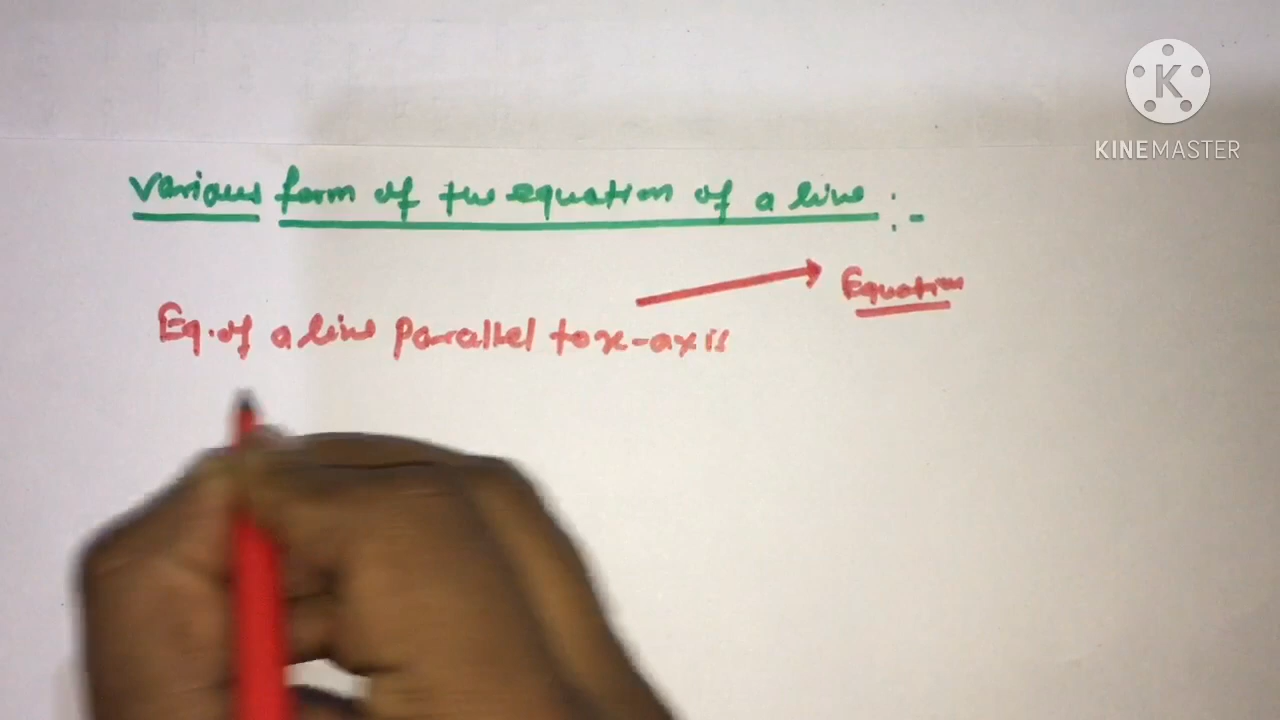 K
KINEMASTER
Various form of the equation of a line :-
Equation
Eq. of a line parallel to x-axis